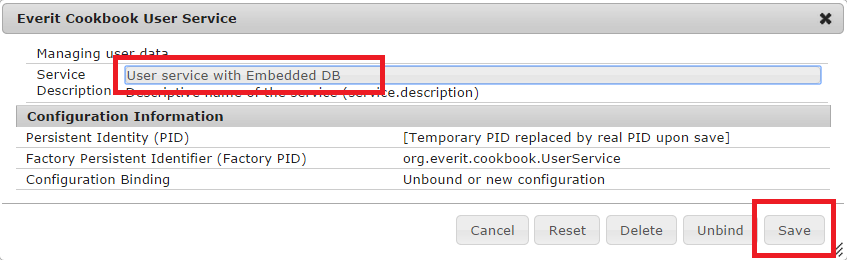 Everit Cookbook User Service
Managing user data
Service Description
User service with Embedded DB
Descriptive name of the service (service.description)
Configuration Information
Persistent Identity (PID) [Temporary PID replaced by real PID upon save]
Factory Persistent Identifier (Factory PID) org.everit.cookbook.UserService
Configuration Binding Unbound or new configuration
Cancel Reset Delete Unbind Save